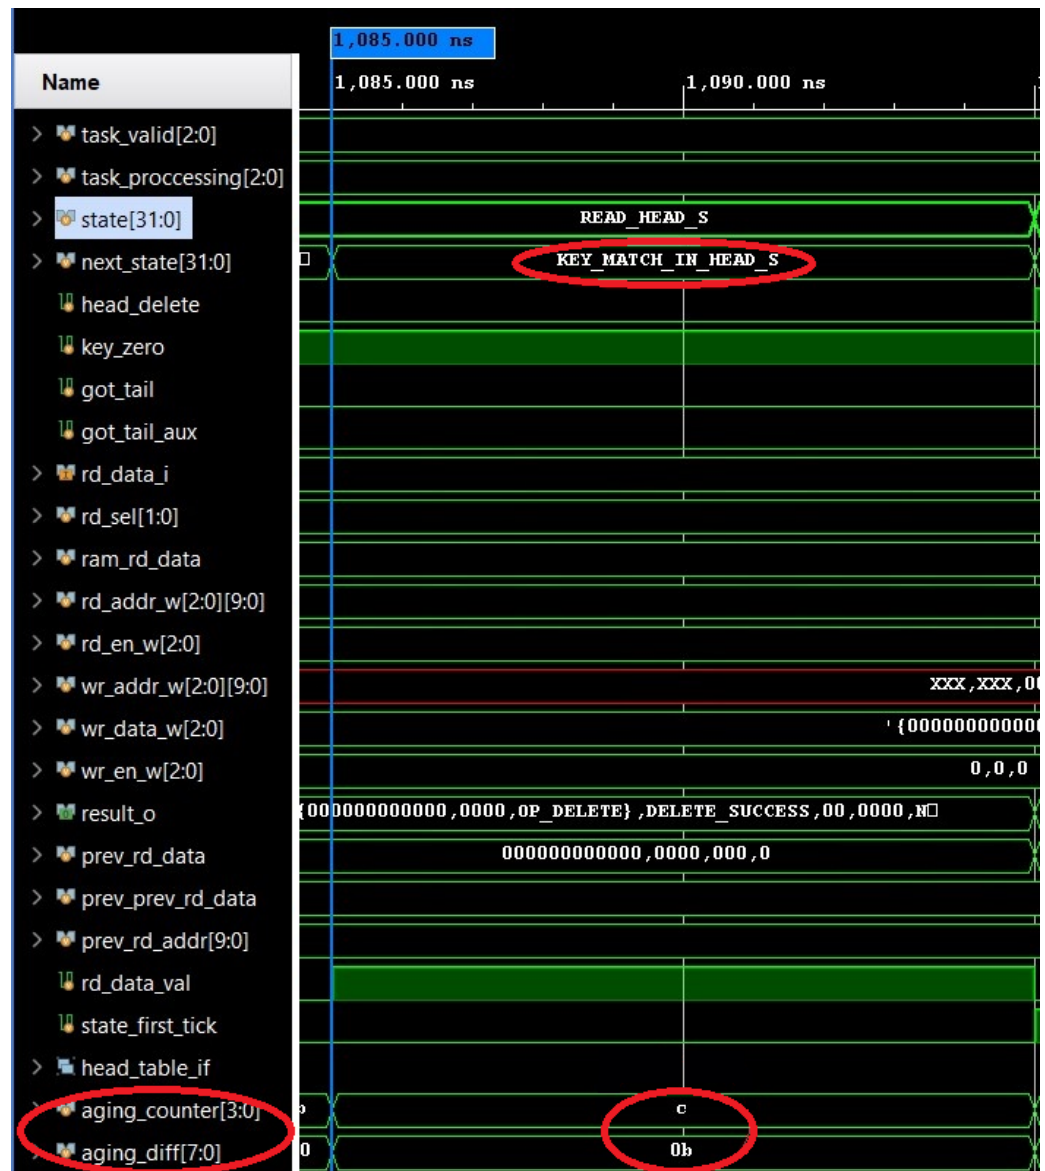 1,085.000 ns
Name
1,085.000 ns 1,090.000 ns
task_valid[2:0]
task_proccessing[2:0]
state[31:0] READ_HEAD_S
next_state[31:0] KEY_MATCH_IN_HEAD_S
head_delete
key_zero
got_tail
got_tail_aux
rd_data_i
rd_sel[1:0]
ram_rd_data
rd_addr_w[2:0][9:0]
rd_en_w[2:0]
wr_addr_w[2:0][9:0] XXX,XXX,00
wr_data_w[2:0] '{000000000000
wr_en_w[2:0] 0,0,0
result_o {000000000000,0000,OP_DELETE},DELETE_SUCCESS,00,0000,N
prev_rd_data 000000000000,0000,000,0
prev_prev_rd_data
prev_rd_addr[9:0]
rd_data_val
state_first_tick
head_table_if
aging_counter[3:0] c
aging_diff[7:0] 0 0b